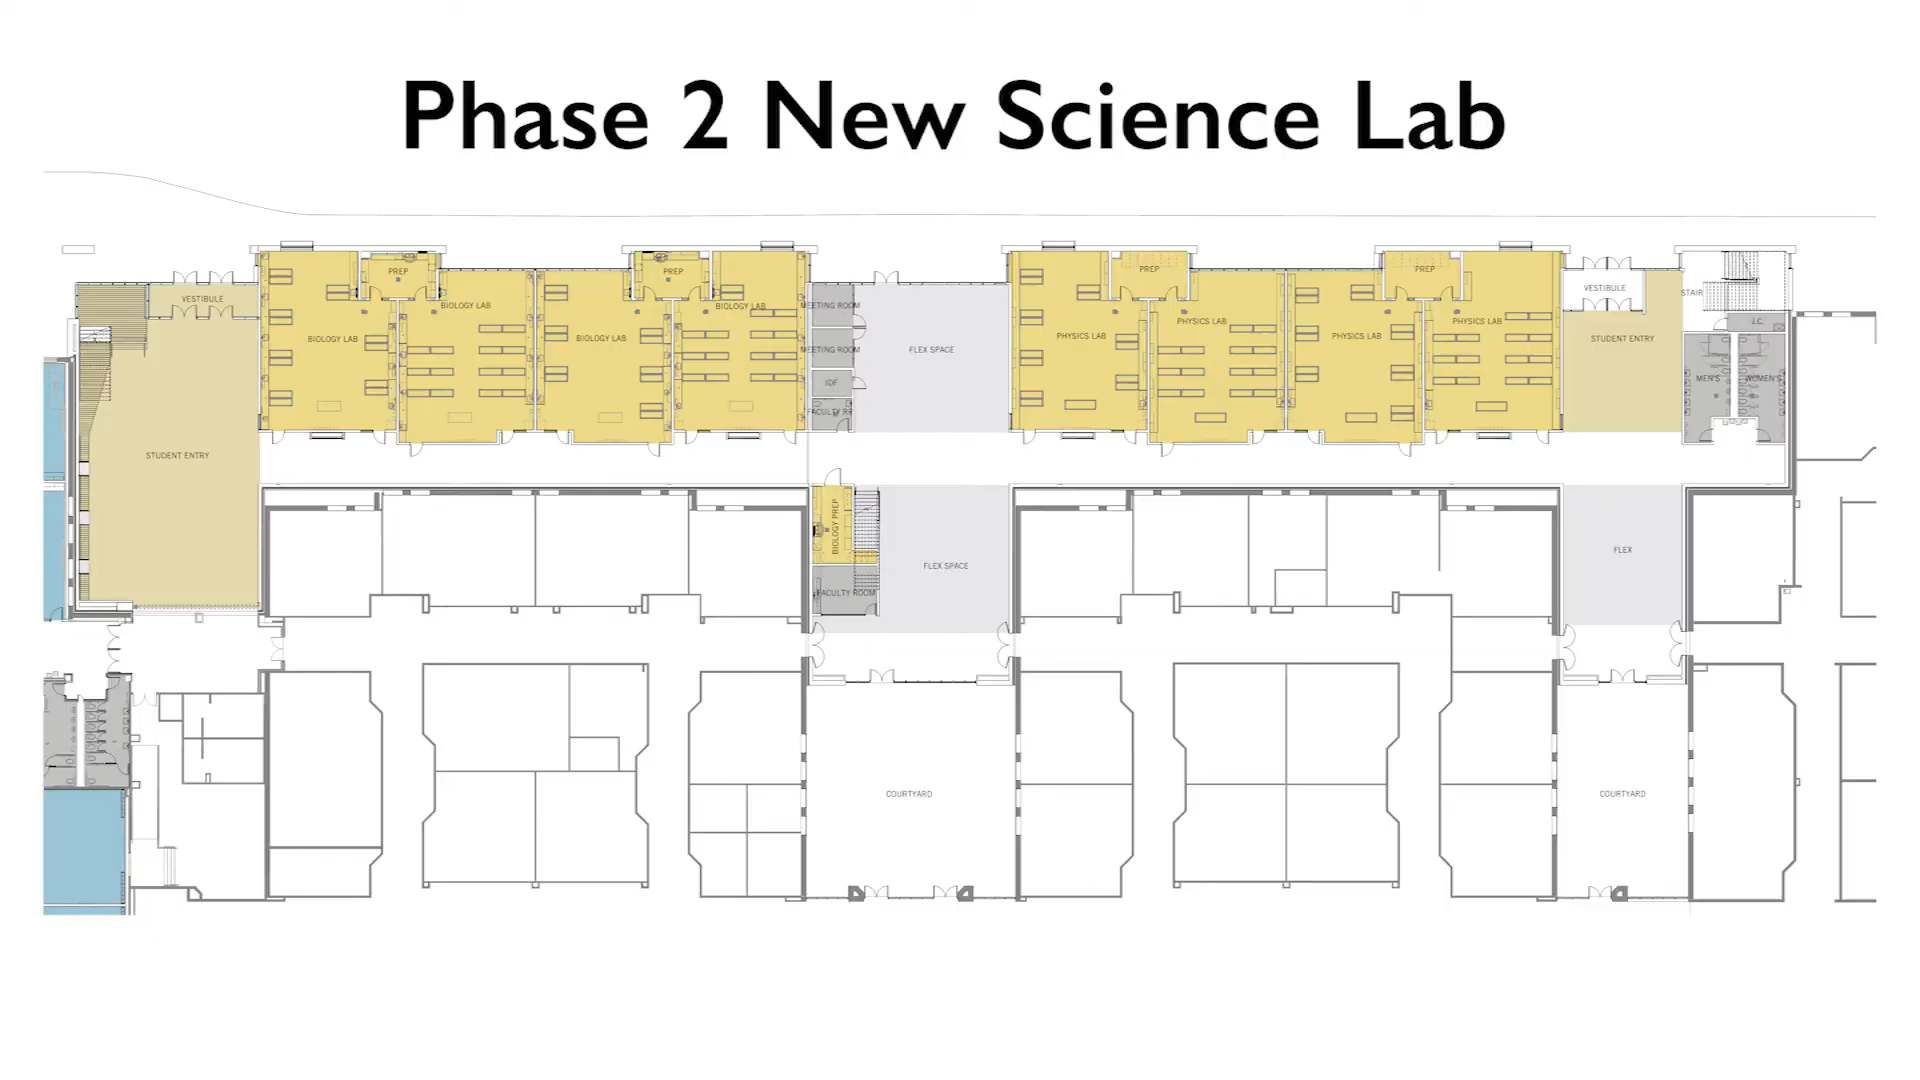 Phase 2 New Science Lab
PREP
PREP
PREP
PREP
VESTIBULE
BIOLOGY LAB
BIOLOGY LAB
MEETING ROOM
VESTIBULE
STAIR
BIOLOGY LAB
BIOLOGY LAB
MEETING ROOM
FLEX SPACE
PHYSICS LAB
PHYSICS LAB
PHYSICS LAB
PHYSICS LAB
STUDENT ENTRY
J.C.
IDF
FACULTY RR
MEN'S
WOMEN'S
STUDENT ENTRY
BIOLOGY PREP
FLEX SPACE
FACULTY ROOM
FLEX
COURTYARD
COURTYARD